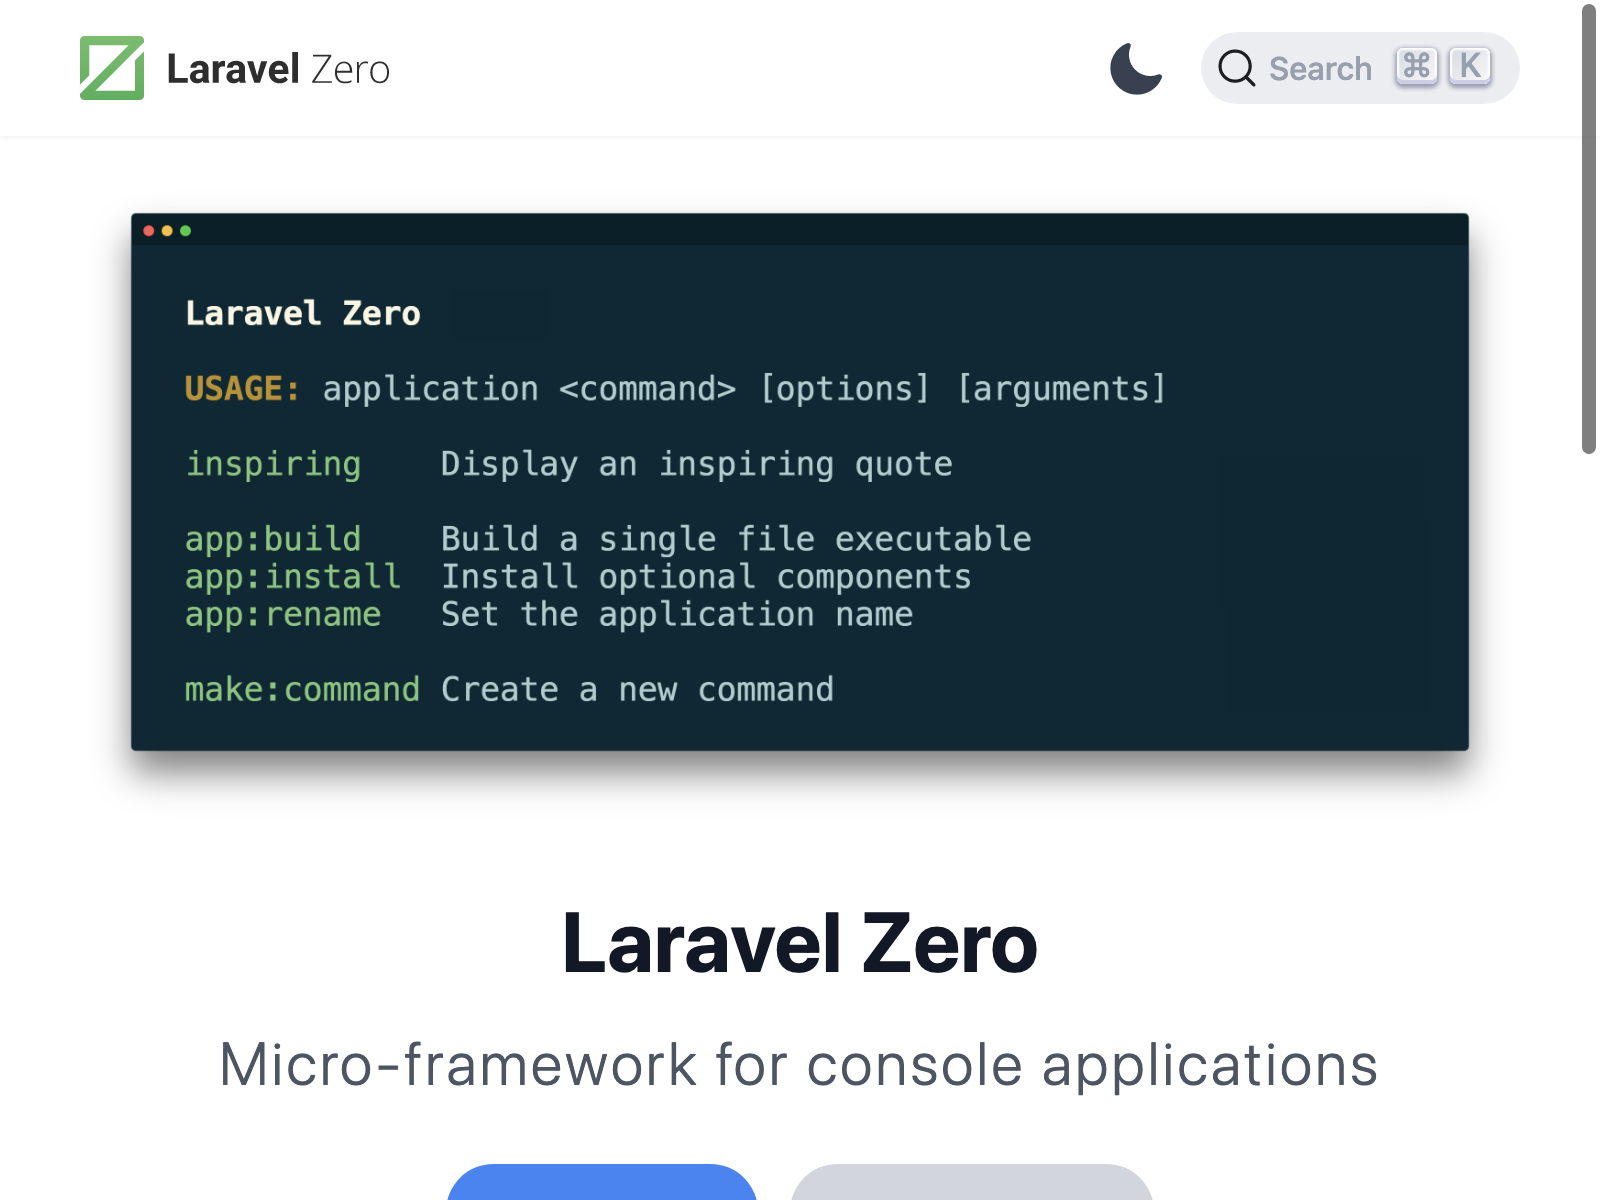 Laravel Zero
Search ⌘ K
Laravel Zero
USAGE: application <command> [options] [arguments]
inspiring Display an inspiring quote
app:build Build a single file executable
app:install Install optional components
app:rename Set the application name
make:command Create a new command
Laravel Zero
Micro-framework for console applications